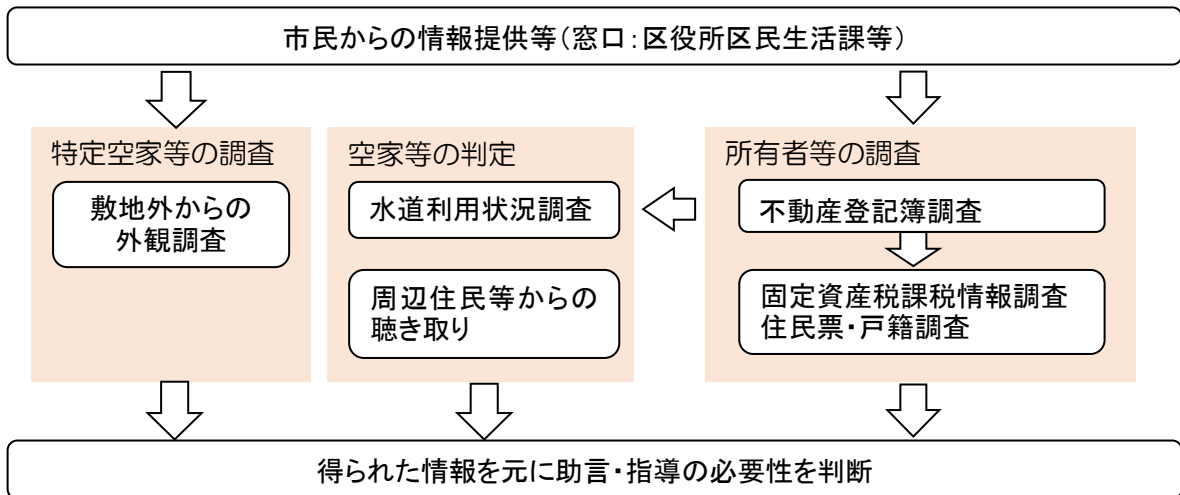 市民からの情報提供等（窓口：区役所区民生活課等）
特定空家等の調査
敷地外からの
外観調査
空家等の判定
水道利用状況調査
周辺住民等からの
聴き取り
所有者等の調査
不動産登記簿調査
固定資産税課税情報調査
住民票・戸籍調査
得られた情報を元に助言・指導の必要性を判断